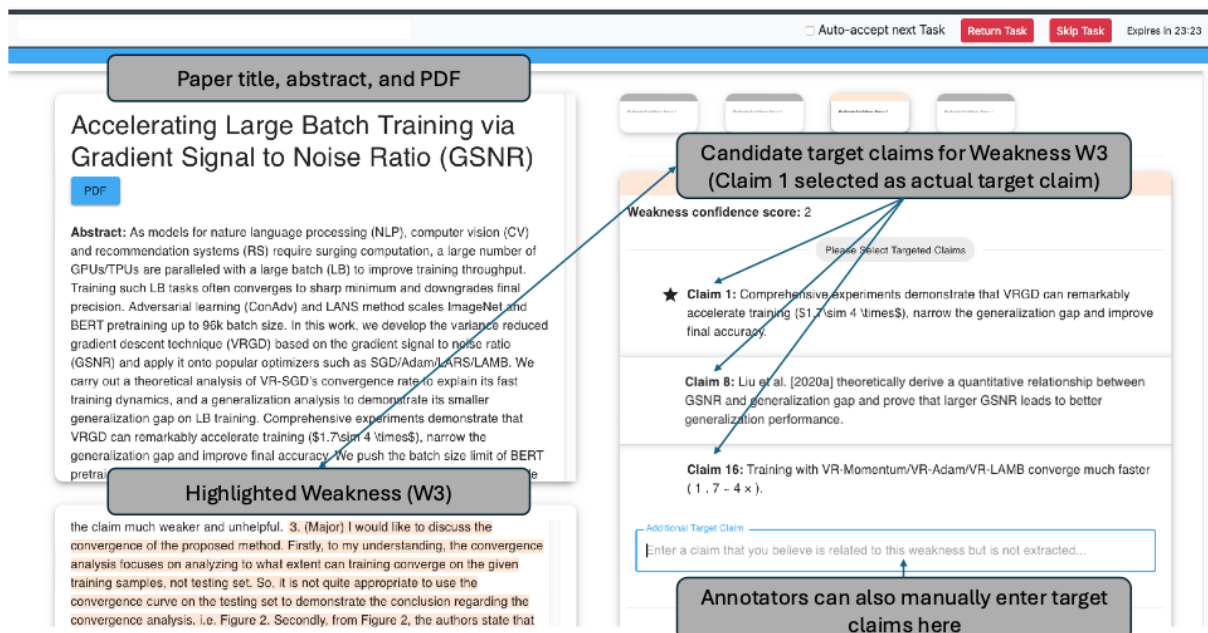 Auto-accept next Task
Return Task
Skip Task
Expires in 23:23
Paper title, abstract, and PDF
Accelerating Large Batch Training via
Gradient Signal to Noise Ratio (GSNR)
PDF
Abstract: As models for nature language processing (NLP), computer vision (CV)
and recommendation systems (RS) require surging computation, a large number of
GPUs/TPUs are paralleled with a large batch (LB) to improve training throughput.
Training such LB tasks often converges to sharp minimum and downgrades final
precision. Adversarial learning (ConAdv) and LANS method scales ImageNet and
BERT pretraining up to 96k batch size. In this work, we develop the variance reduced
gradient descent technique (VRGD) based on the gradient signal to noise ratio
(GSNR) and apply it onto popular optimizers such as SGD/Adam/LARS/LAMB. We
carry out a theoretical analysis of VR-SGD's convergence rate to explain its fast
training dynamics, and a generalization analysis to demonstrate its smaller
generalization gap on LB training. Comprehensive experiments demonstrate that
VRGD can remarkably accelerate training ($1.7\sim 4 \times$), narrow the
generalization gap and improve final accuracy. We push the batch size limit of BERT
Highlighted Weakness (W3)
the claim much weaker and unhelpful. 3. (Major) I would like to discuss the
convergence of the proposed method. Firstly, to my understanding, the convergence
analysis focuses on analyzing to what extent can training converge on the given
training samples, not testing set. So, it is not quite appropriate to use the
convergence curve on the testing set to demonstrate the conclusion regarding the
convergence analysis. i.e. Figure 2. Secondly, from Figure 2, the authors state that
Candidate target claims for Weakness W3
(Claim 1 selected as actual target claim)
Weakness confidence score: 2
Please Select Targeted Claims
Claim 1: Comprehensive experiments demonstrate that VRGD can remarkably
accelerate training ($1.7\sim 4 \times$), narrow the generalization gap and improve
final accuracy.
Claim 8: Liu et al. [2020a] theoretically derive a quantitative relationship between
GSNR and generalization gap and prove that larger GSNR leads to better
generalization performance.
Claim 16: Training with VR-Momentum/VR-Adam/VR-LAMB converge much faster
( 1 . 7 ~ 4 × ).
Additional Target Claim
Enter a claim that you believe is related to this weakness but is not extracted...
Annotators can also manually enter target
claims here